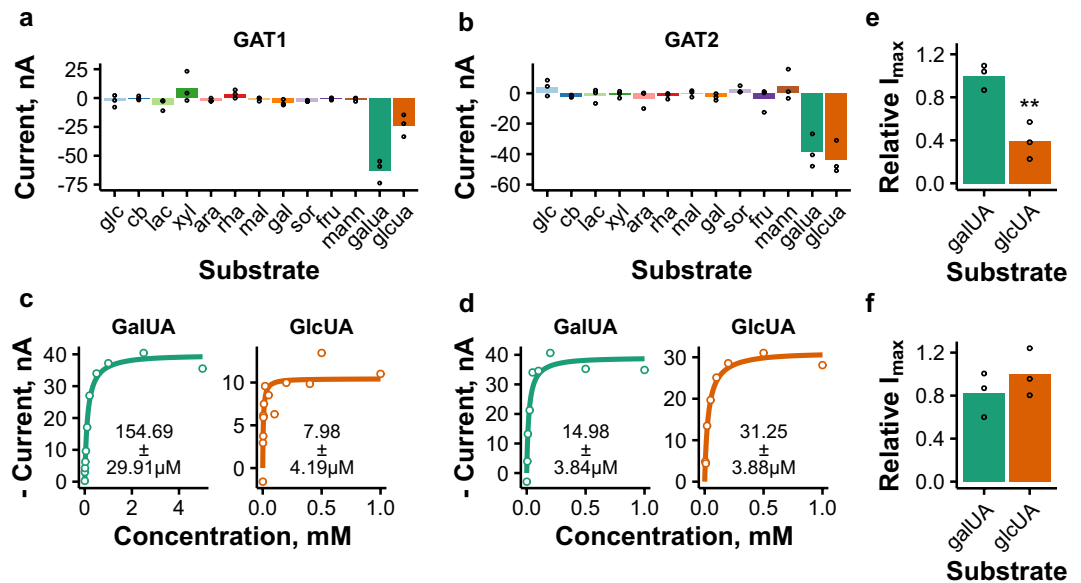 a
GAT1
Current, nA
25
0
-25
-50
-75
glc
cb
lac
xyl
ara
rha
mal
gal
sor
fru
mann
galua
glcua
Substrate
b
GAT2
Current, nA
20
0
-20
-40
-60
glc
cb
lac
xyl
ara
rha
mal
gal
sor
fru
mann
galua
glcua
Substrate
e
Relative Imax
1.2
0.8
0.4
0.0
**
galUA
glcUA
Substrate
c
GalUA
GlcUA
- Current, nA
40
30
20
10
0
154.69
±
29.91µM
0
2
4
10
5
0
7.98
±
4.19µM
0.0
0.5
1.0
Concentration, mM
d
GalUA
GlcUA
- Current, nA
40
30
20
10
0
14.98
±
3.84µM
0.0
0.5
1.0
30
20
10
0
31.25
±
3.88µM
0.0
0.5
1.0
Concentration, mM
f
Relative Imax
1.2
0.8
0.4
0.0
galUA
glcUA
Substrate